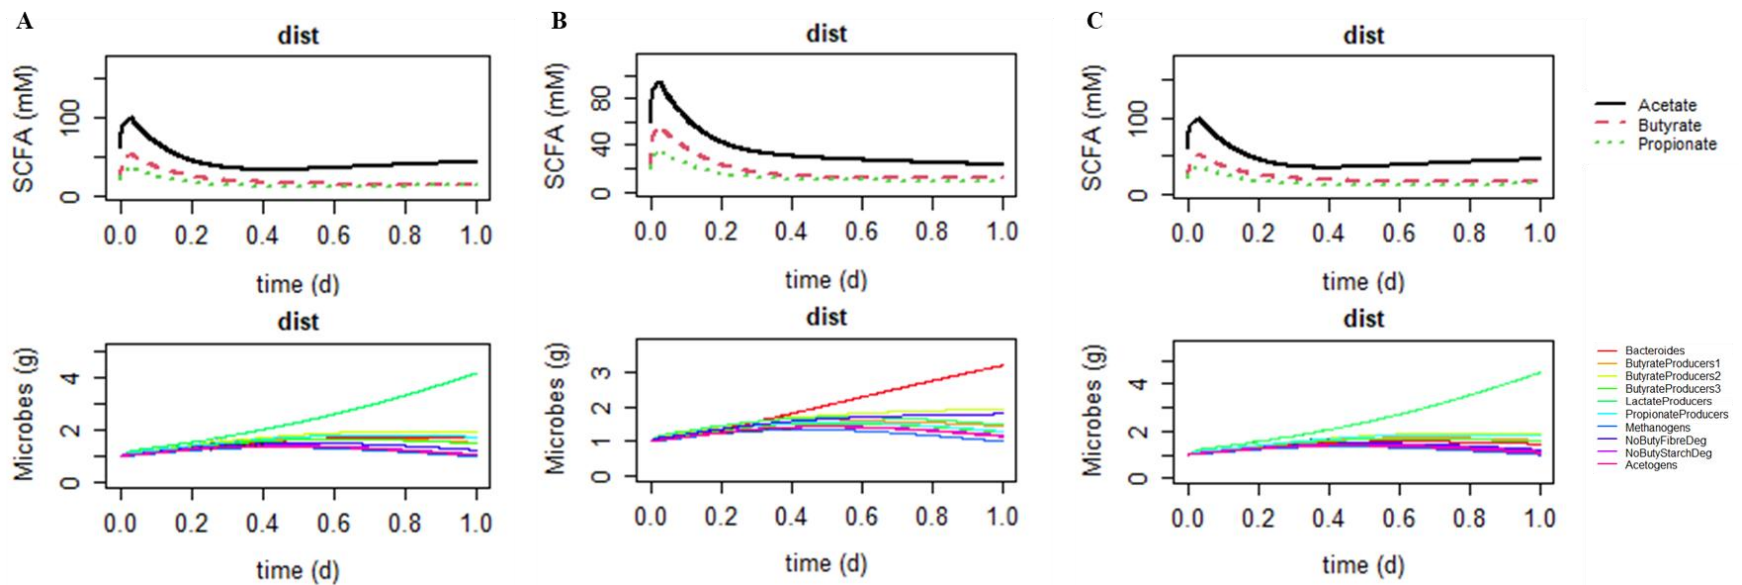 A
dist
SCFA (mM)
100
0
0.0 0.2 0.4 0.6 0.8 1.0
time (d)
dist
Microbes (g)
4
2
0
0.0 0.2 0.4 0.6 0.8 1.0
time (d)
B
dist
SCFA (mM)
80
40
0
0.0 0.2 0.4 0.6 0.8 1.0
time (d)
dist
Microbes (g)
3
2
1
0
0.0 0.2 0.4 0.6 0.8 1.0
time (d)
C
dist
SCFA (mM)
100
0
0.0 0.2 0.4 0.6 0.8 1.0
time (d)
dist
Microbes (g)
4
2
0
0.0 0.2 0.4 0.6 0.8 1.0
time (d)
Acetate
Butyrate
Propionate
Bacteroides
ButyrateProducers1
ButyrateProducers2
ButyrateProducers3
LactateProducers
PropionateProducers
Methanogens
NoButyFibreDeg
NoButyStarchDeg
Acetogens